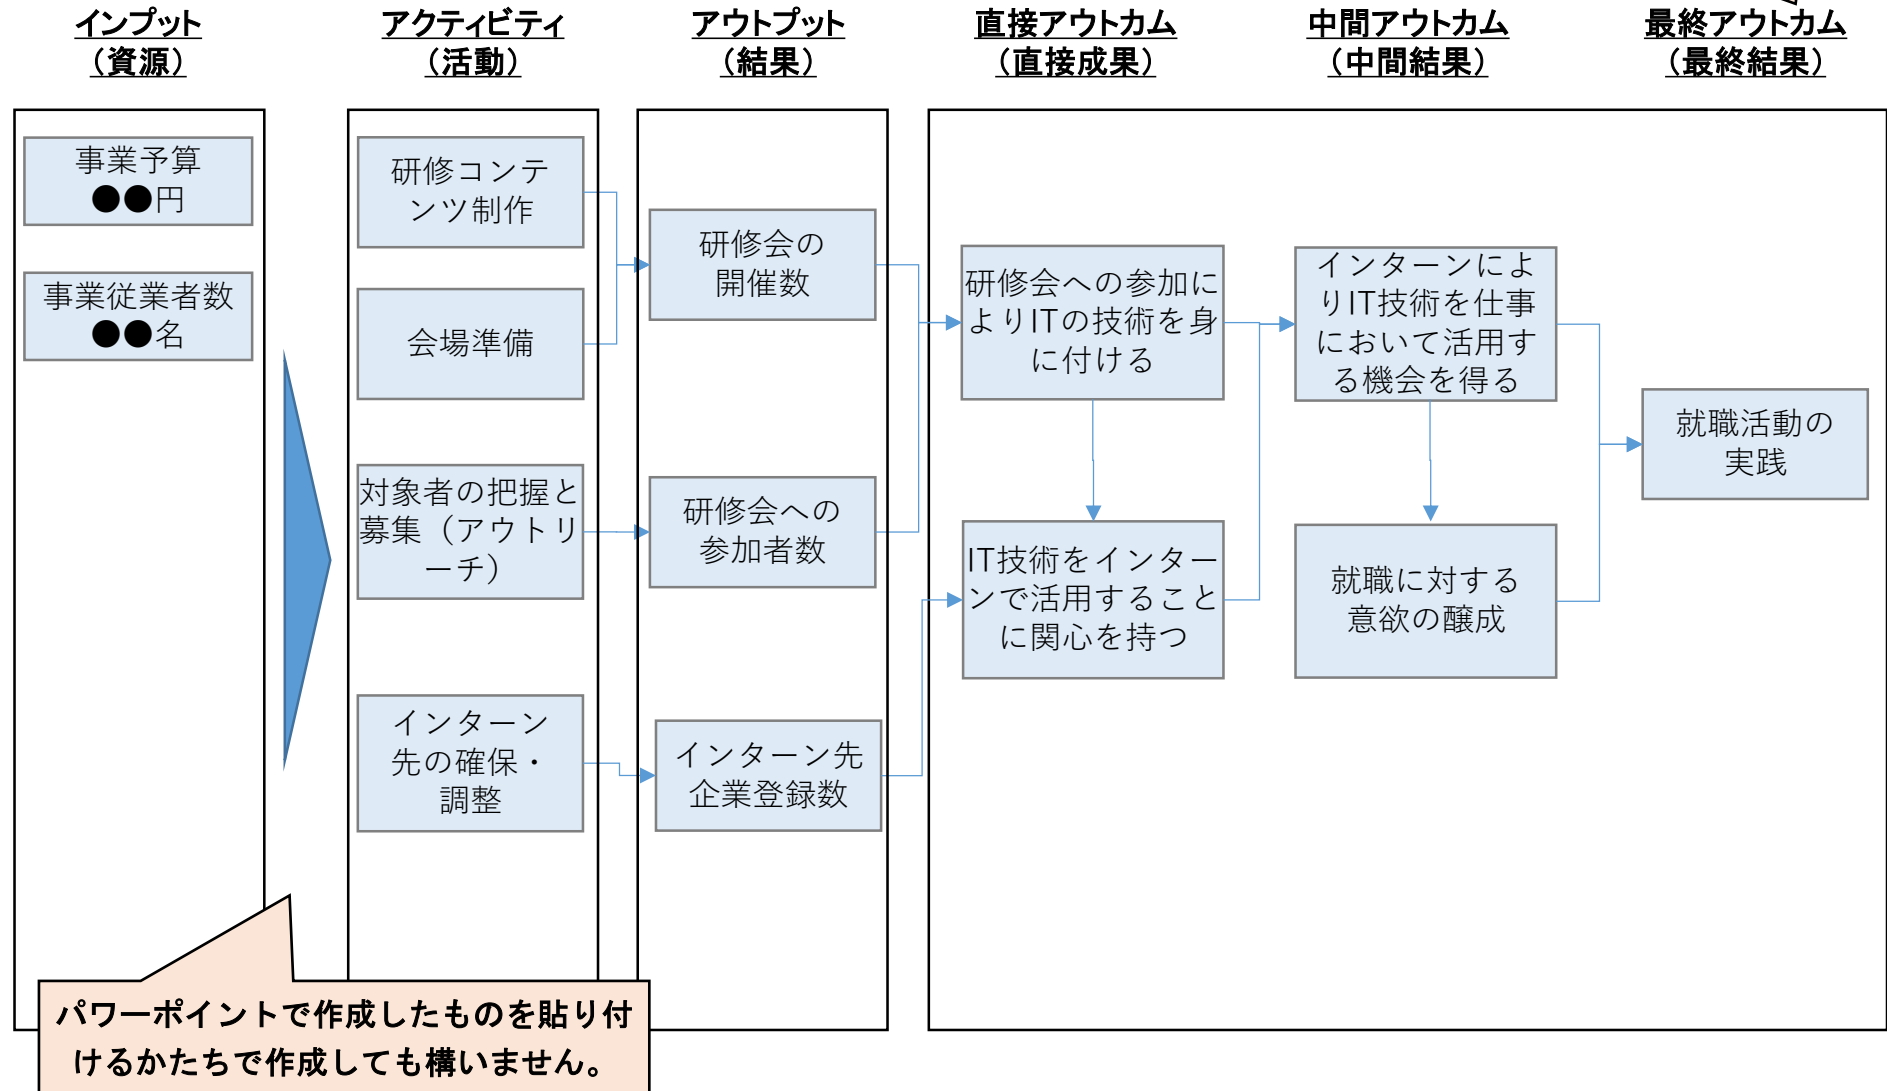 インプット
（資源）
アクティビティ
（活動）
アウトプット
（結果）
直接アウトカム
（直接成果）
中間アウトカム
（中間結果）
最終アウトカム
（最終結果）
事業予算
●●円
事業従業者数
●●名
研修コンテ
ンツ制作
会場準備
対象者の把握と
募集（アウトリ
ーチ）
インターン
先の確保・
調整
研修会の
開催数
研修会への
参加者数
インターン先
企業登録数
研修会への参加に
よりITの技術を身
に付ける
IT技術をインター
ンで活用すること
に関心を持つ
インターンによ
りIT技術を仕事
において活用す
る機会を得る
就職に対する
意欲の醸成
就職活動の
実践
パワーポイントで作成したものを貼り付
けるかたちで作成しても構いません。